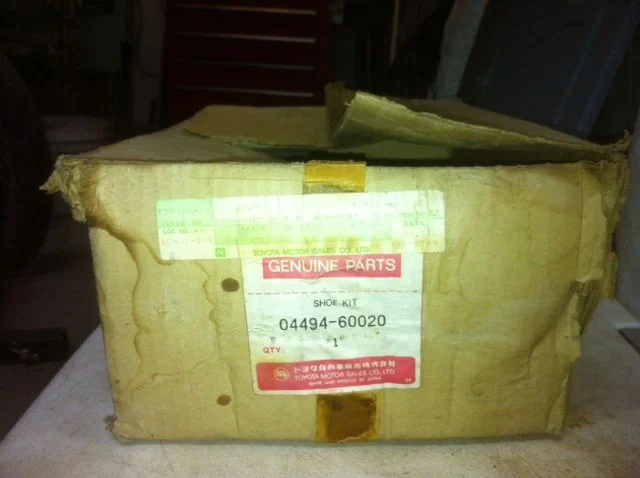 TOYOTA MOTOR SALES CO., LTD.
GENUINE PARTS
SHOE KIT
04494-60020
QTY: 1
トヨタ自動車販売株式会社
TOYOTA MOTOR SALES CO., LTD.
MADE AND PRINTED IN JAPAN